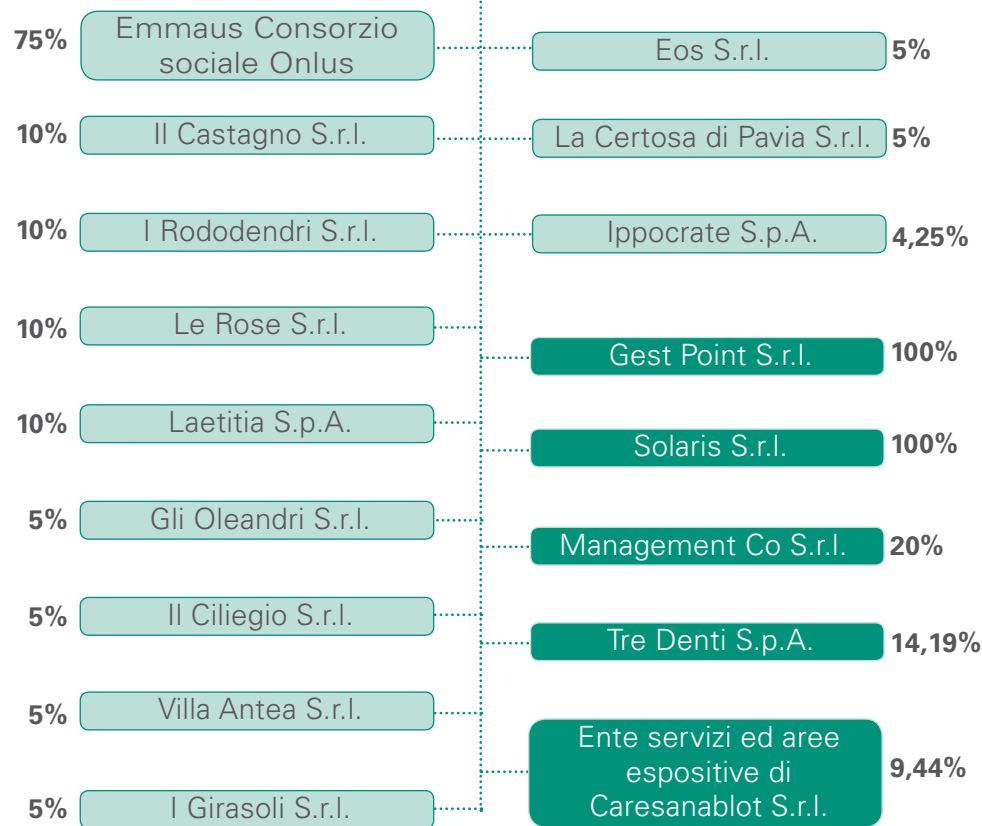 75%
Emmaus Consorzio
sociale Onlus
10%
Il Castagno S.r.l.
10%
I Rododendri S.r.l.
10%
Le Rose S.r.l.
10%
Laetitia S.p.A.
5%
Gli Oleandri S.r.l.
5%
Il Ciliegio S.r.l.
5%
Villa Antea S.r.l.
5%
I Girasoli S.r.l.
Eos S.r.l.
5%
La Certosa di Pavia S.r.l.
5%
Ippocrate S.p.A.
4,25%
Gest Point S.r.l.
100%
Solaris S.r.l.
100%
Management Co S.r.l.
20%
Tre Denti S.p.A.
14,19%
Ente servizi ed aree
espositive di
Caresanablot S.r.l.
9,44%